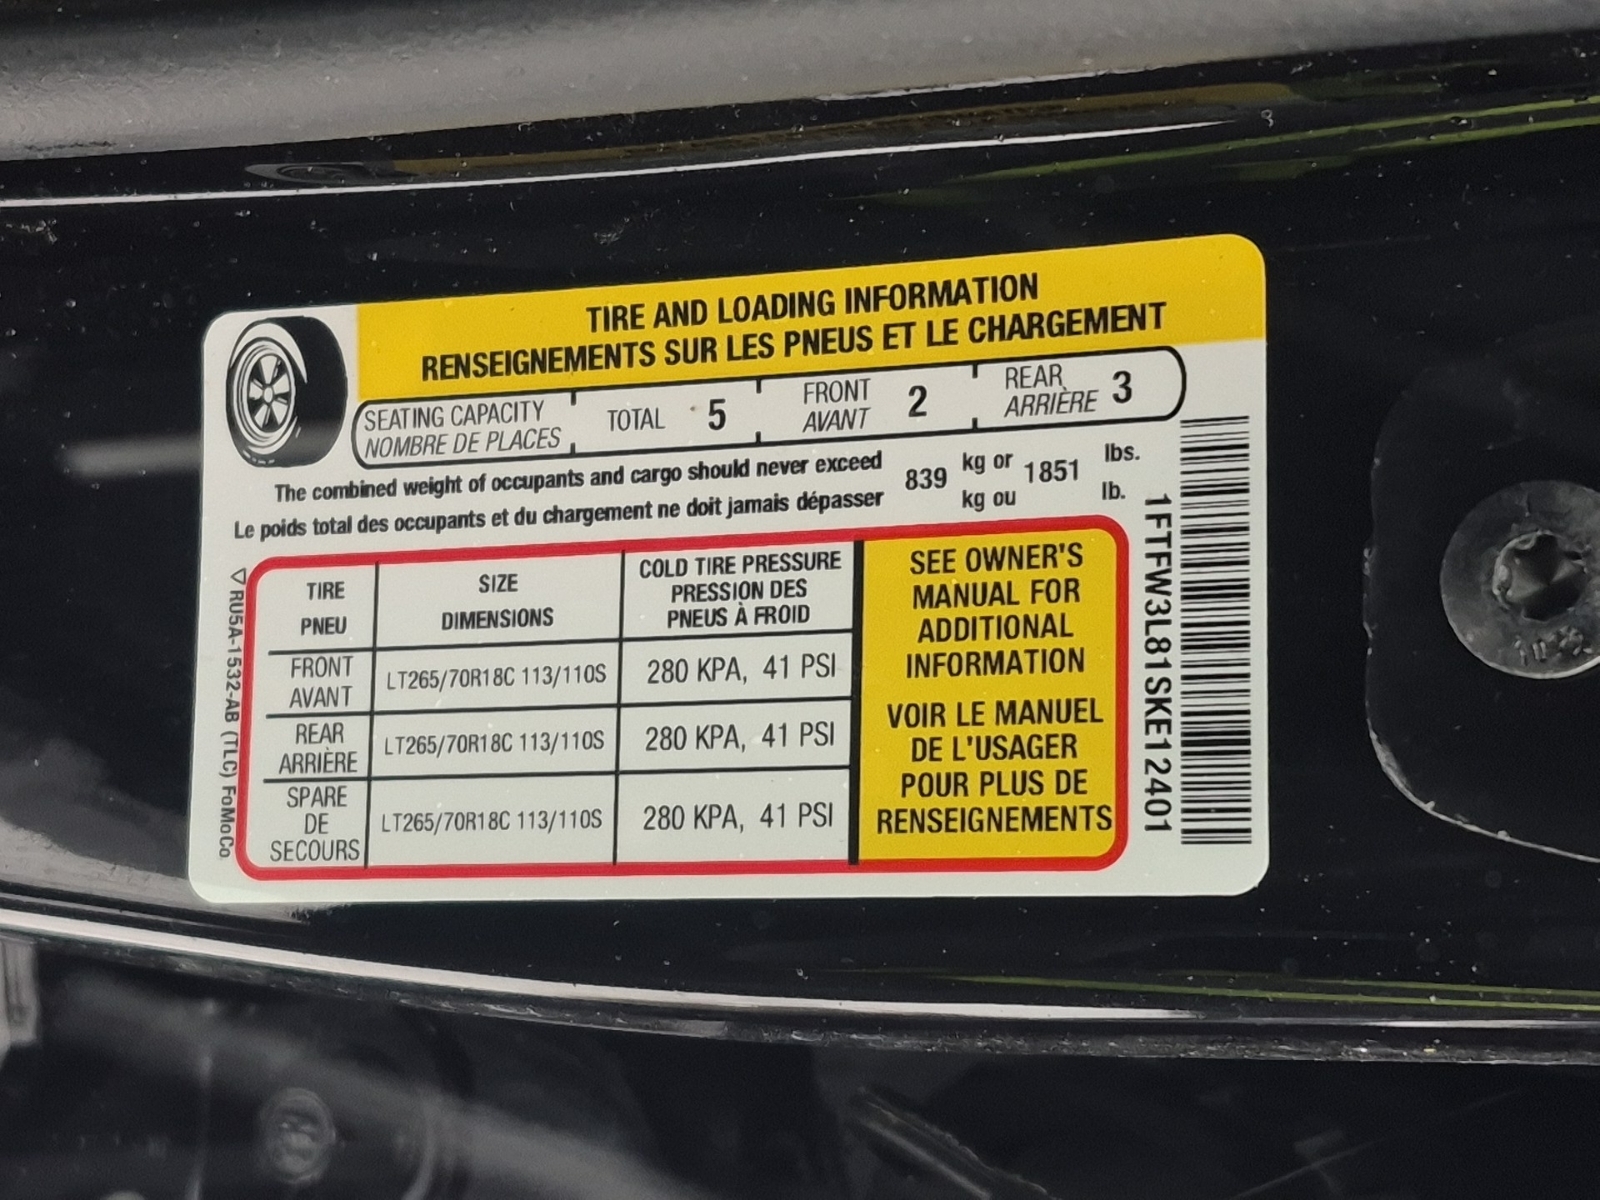 TIRE AND LOADING INFORMATION
RENSEIGNEMENTS SUR LES PNEUS ET LE CHARGEMENT
SEATING CAPACITY
NOMBRE DE PLACES
TOTAL 5
FRONT
AVANT
2
REAR
ARRIÈRE
3
The combined weight of occupants and cargo should never exceed
Le poids total des occupants et du chargement ne doit jamais dépasser
839
kg or
kg ou
1851
lbs.
lb.
TIRE
PNEU
SIZE
DIMENSIONS
COLD TIRE PRESSURE
PRESSION DES
PNEUS À FROID
FRONT
AVANT
LT265/70R18C 113/110S
280 KPA, 41 PSI
REAR
ARRIÈRE
LT265/70R18C 113/110S
280 KPA, 41 PSI
SPARE
DE
SECOURS
LT265/70R18C 113/110S
280 KPA, 41 PSI
SEE OWNER'S
MANUAL FOR
ADDITIONAL
INFORMATION
VOIR LE MANUEL
DE L'USAGER
POUR PLUS DE
RENSEIGNEMENTS
1FTFW3L81SKE12401
RU5A-1532-AB (TLC) FoMoCo